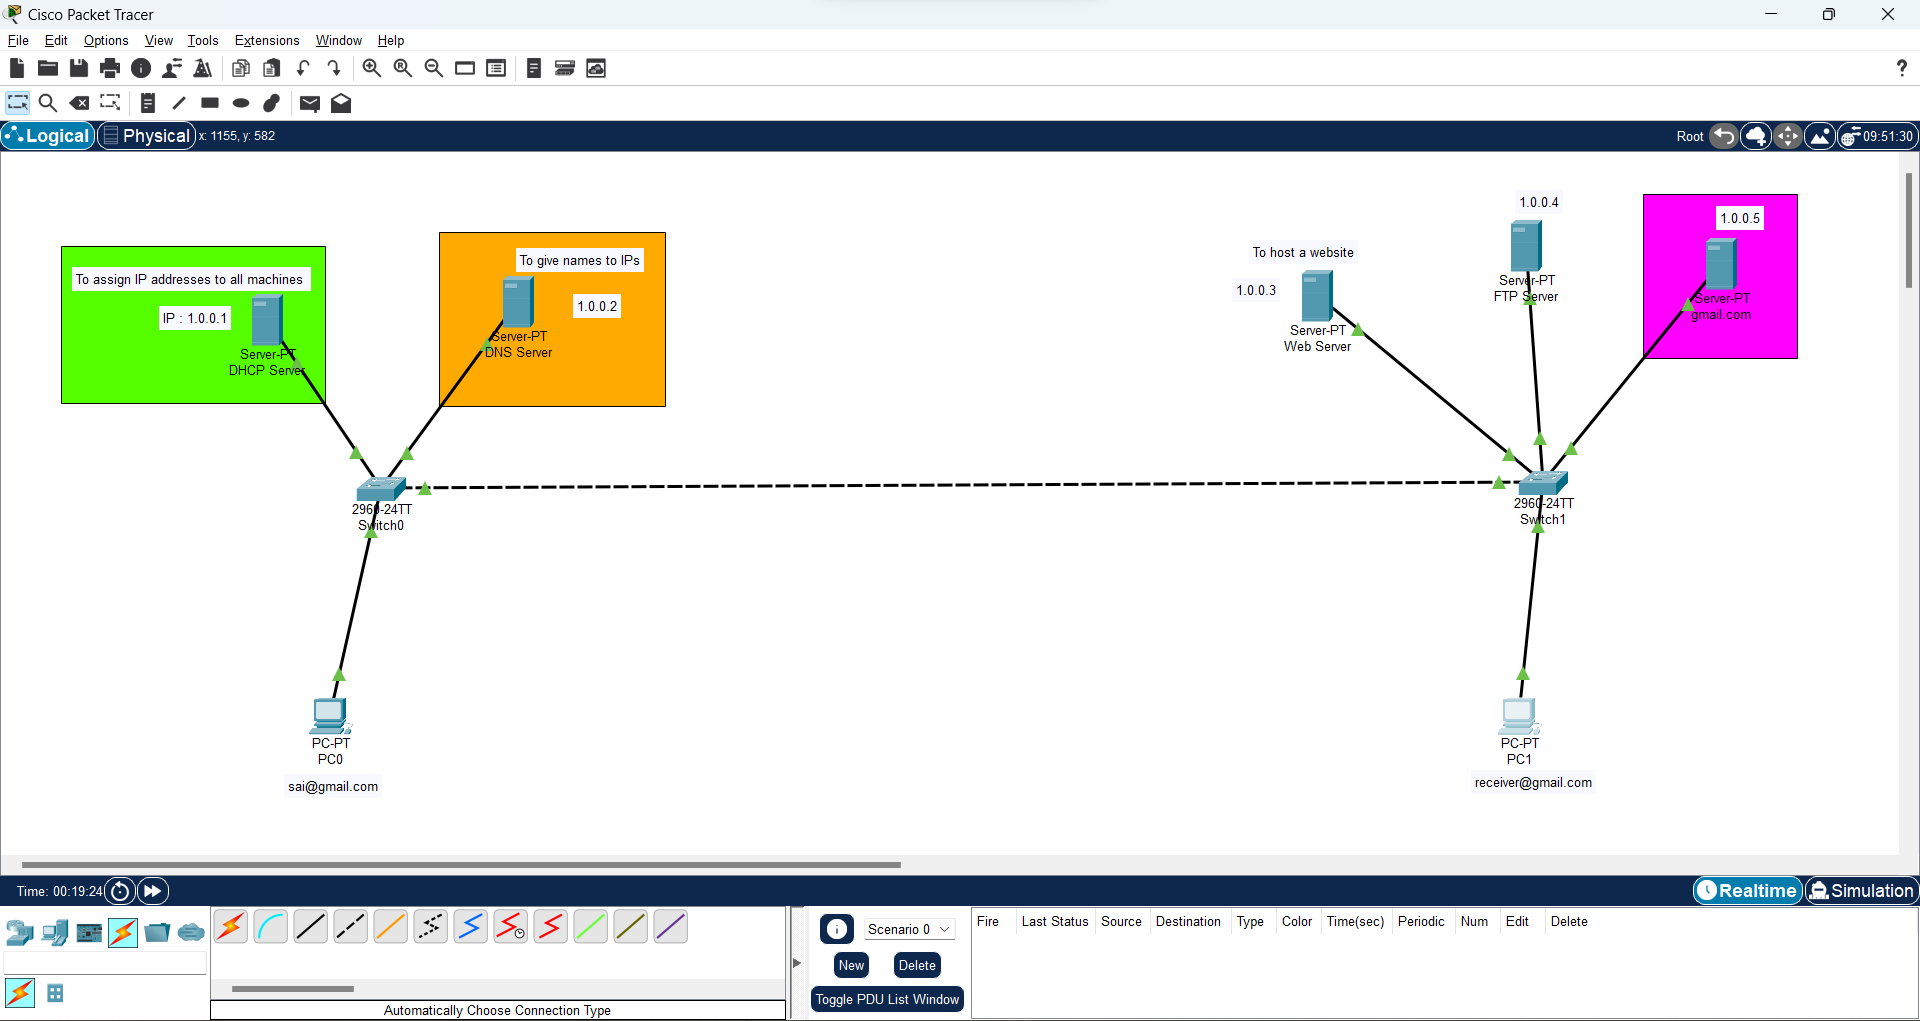 Cisco Packet Tracer
File Edit Options View Tools Extensions Window Help
Logical Physical x: 1155, y: 582 Root 09:51:30
To assign IP addresses to all machines
IP : 1.0.0.1
Server-PT
DHCP Server
To give names to IPs
1.0.0.2
Server-PT
DNS Server
To host a website
1.0.0.3
Server-PT
Web Server
1.0.0.4
Server-PT
FTP Server
1.0.0.5
Server-PT
gmail.com
2960-24TT
Switch0
2960-24TT
Switch1
PC-PT
PC0
sai@gmail.com
PC-PT
PC1
receiver@gmail.com
Time: 00:19:24 Realtime Simulation
Scenario 0
New Delete
Toggle PDU List Window
Fire Last Status Source Destination Type Color Time(sec) Periodic Num Edit Delete
Automatically Choose Connection Type